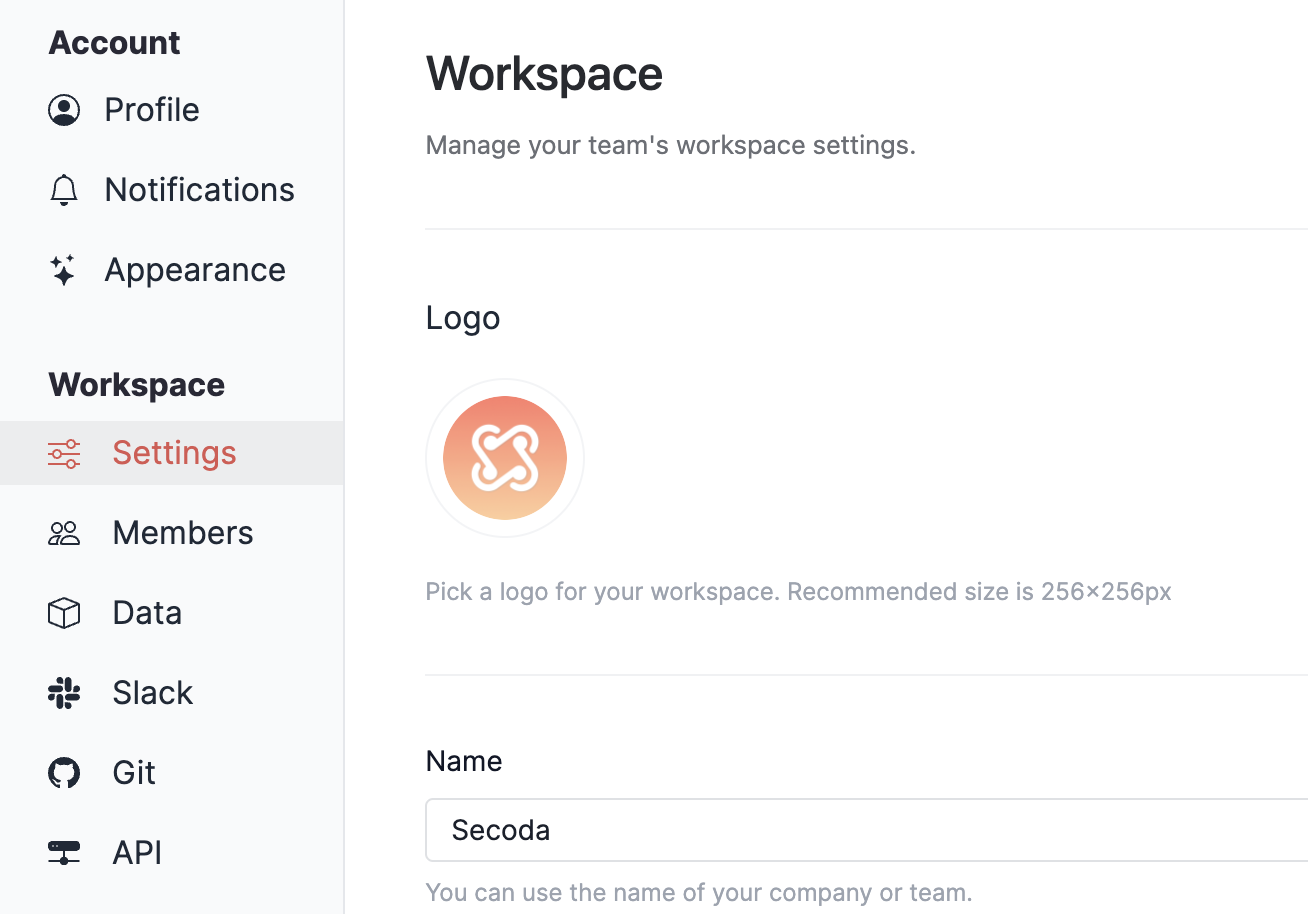 Account
Profile
Notifications
Appearance
Workspace
Settings
Members
Data
Slack
Git
API
Workspace
Manage your team's workspace settings.
Logo
Pick a logo for your workspace. Recommended size is 256×256px
Name
Secoda
You can use the name of your company or team.